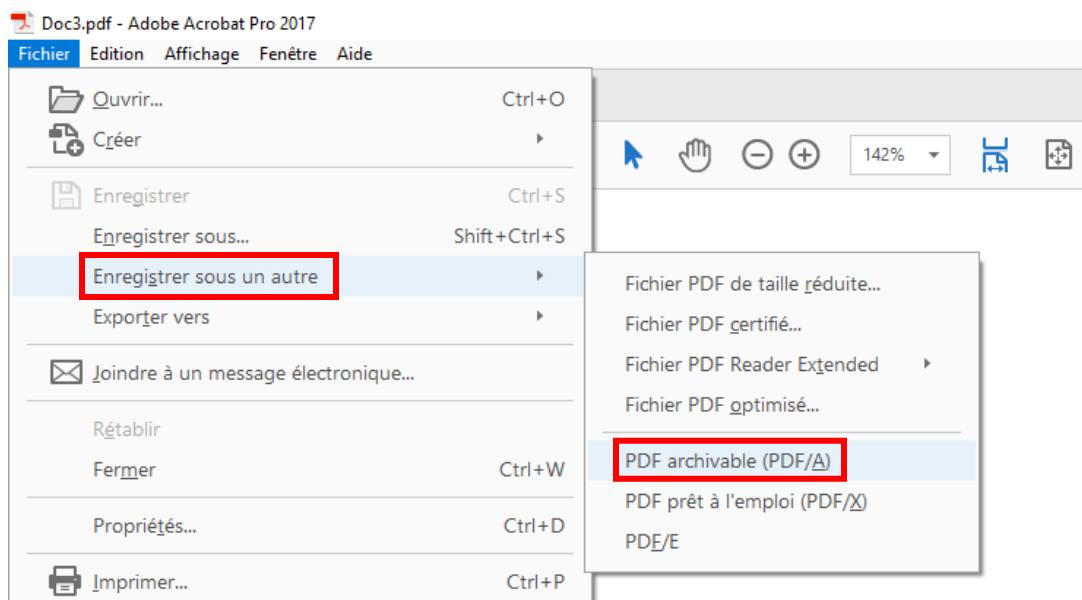 Doc3.pdf - Adobe Acrobat Pro 2017
Fichier Edition Affichage Fenêtre Aide
Ouvrir... Ctrl+O
Créer
142%
Enregistrer Ctrl+S
Enregistrer sous... Shift+Ctrl+S
Enregistrer sous un autre
Exporter vers
Joindre à un message électronique...
Rétablir
Fermer Ctrl+W
Propriétés... Ctrl+D
Imprimer... Ctrl+P
Fichier PDF de taille réduite...
Fichier PDF certifié...
Fichier PDF Reader Extended
Fichier PDF optimisé...
PDF archivable (PDF/A)
PDF prêt à l'emploi (PDF/X)
PDF/E